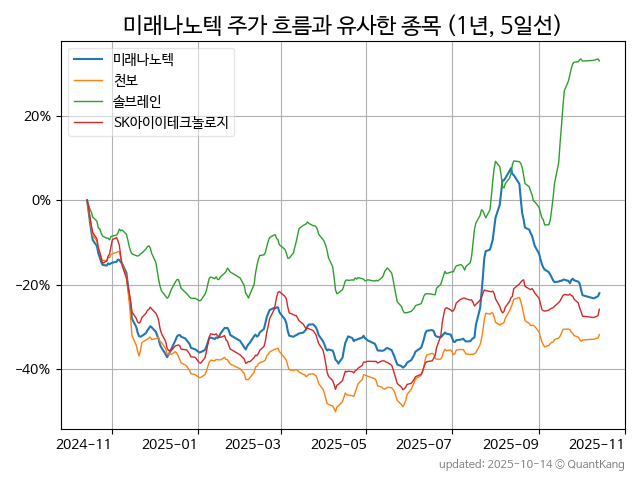 미래나노텍 주가 흐름과 유사한 종목 (1년, 5일선)
미래나노텍
천보
솔브레인
SK아이이테크놀로지
20%
0%
−20%
−40%
2024-11 2025-01 2025-03 2025-05 2025-07 2025-09 2025-11
updated: 2025-10-14 © QuantKang